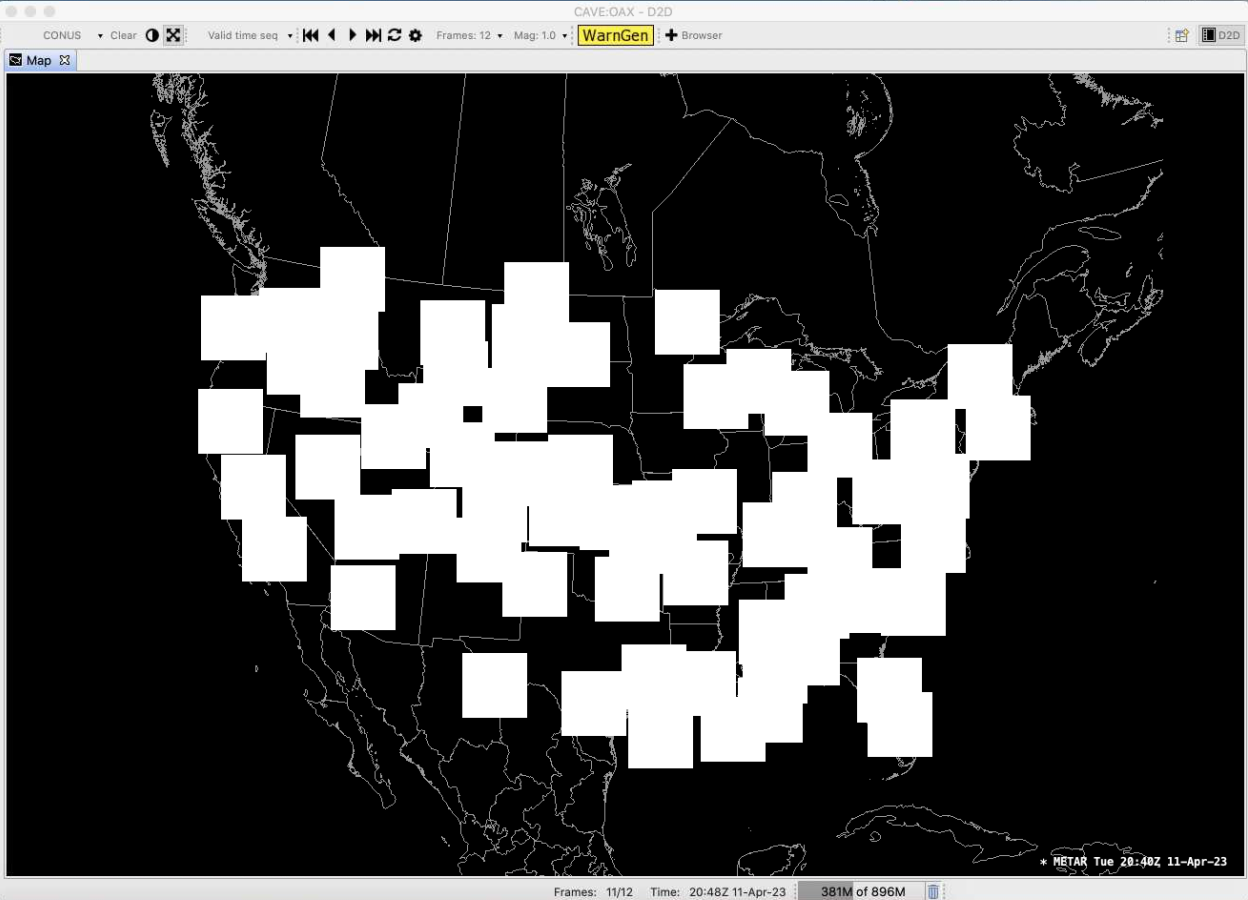 CAVE:OAX - D2D
CONUS Clear Valid time seq Frames: 12 Mag: 1.0 WarnGen Browser D2D
Map
* METAR Tue 20:40Z 11-Apr-23
Frames: 11/12 Time: 20:48Z 11-Apr-23 381M of 896M